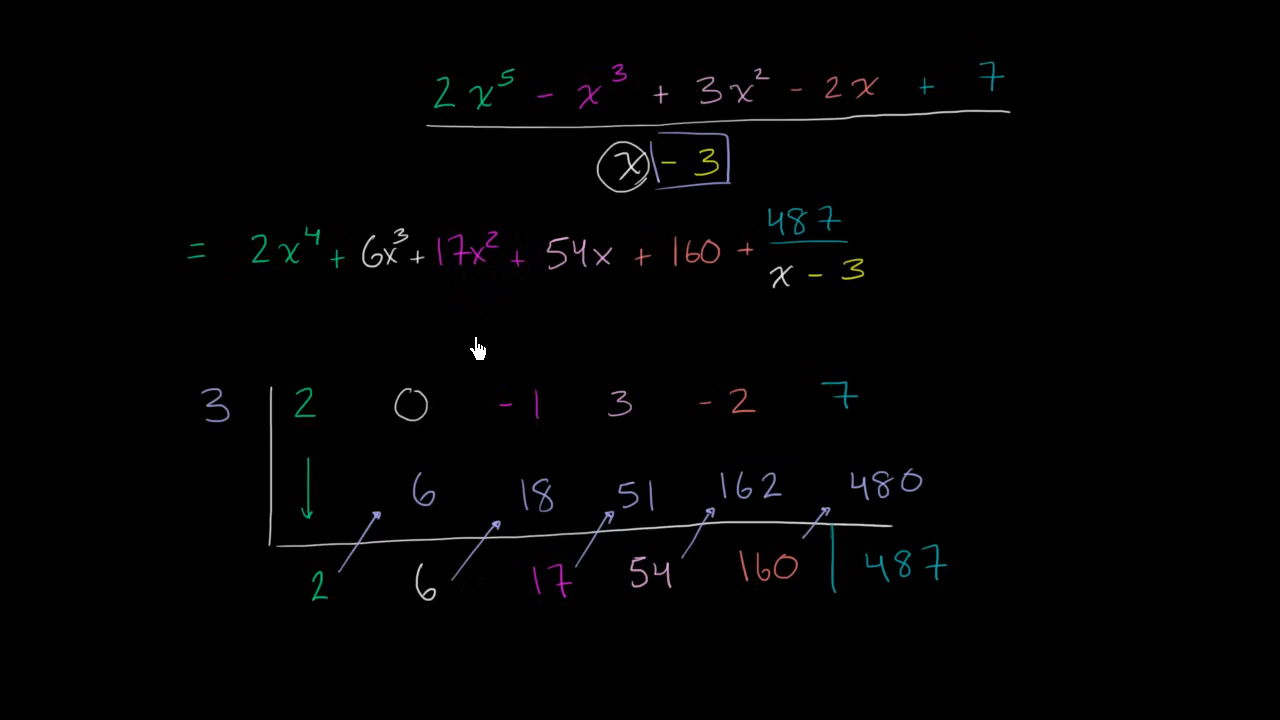 2x⁵ - x³ + 3x² - 2x + 7
x - 3
= 2x⁴ + 6x³ + 17x² + 54x + 160 + 487
x - 3
3 2 0 -1 3 -2 7
6 18 51 162 480
2 6 17 54 160 487